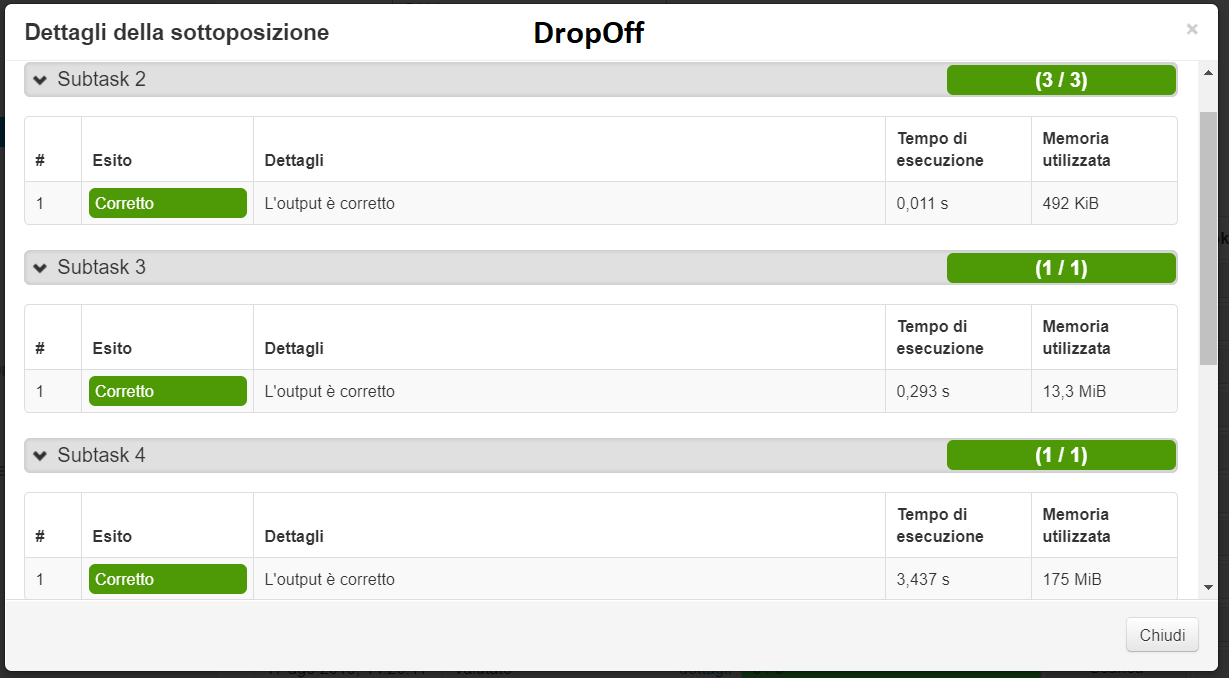 Dettagli della sottoposizione
DropOff
×
Subtask 2
(3 / 3)
# Esito Dettagli Tempo di esecuzione Memoria utilizzata
1 Corretto L'output è corretto 0,011 s 492 KiB
Subtask 3
(1 / 1)
# Esito Dettagli Tempo di esecuzione Memoria utilizzata
1 Corretto L'output è corretto 0,293 s 13,3 MiB
Subtask 4
(1 / 1)
# Esito Dettagli Tempo di esecuzione Memoria utilizzata
1 Corretto L'output è corretto 3,437 s 175 MiB
Chiudi